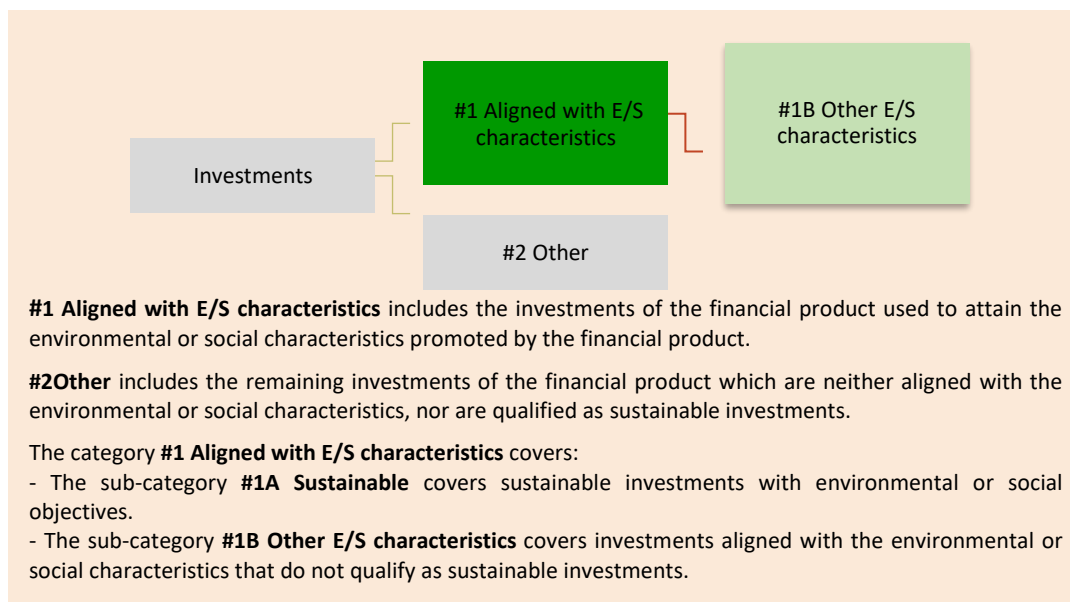 #1 Aligned with E/S
characteristics
#1B Other E/S
characteristics
Investments
#2 Other
#1 Aligned with E/S characteristics includes the investments of the financial product used to attain the
environmental or social characteristics promoted by the financial product.
#2Other includes the remaining investments of the financial product which are neither aligned with the
environmental or social characteristics, nor are qualified as sustainable investments.
The category #1 Aligned with E/S characteristics covers:
- The sub-category #1A Sustainable covers sustainable investments with environmental or social
objectives.
- The sub-category #1B Other E/S characteristics covers investments aligned with the environmental or
social characteristics that do not qualify as sustainable investments.